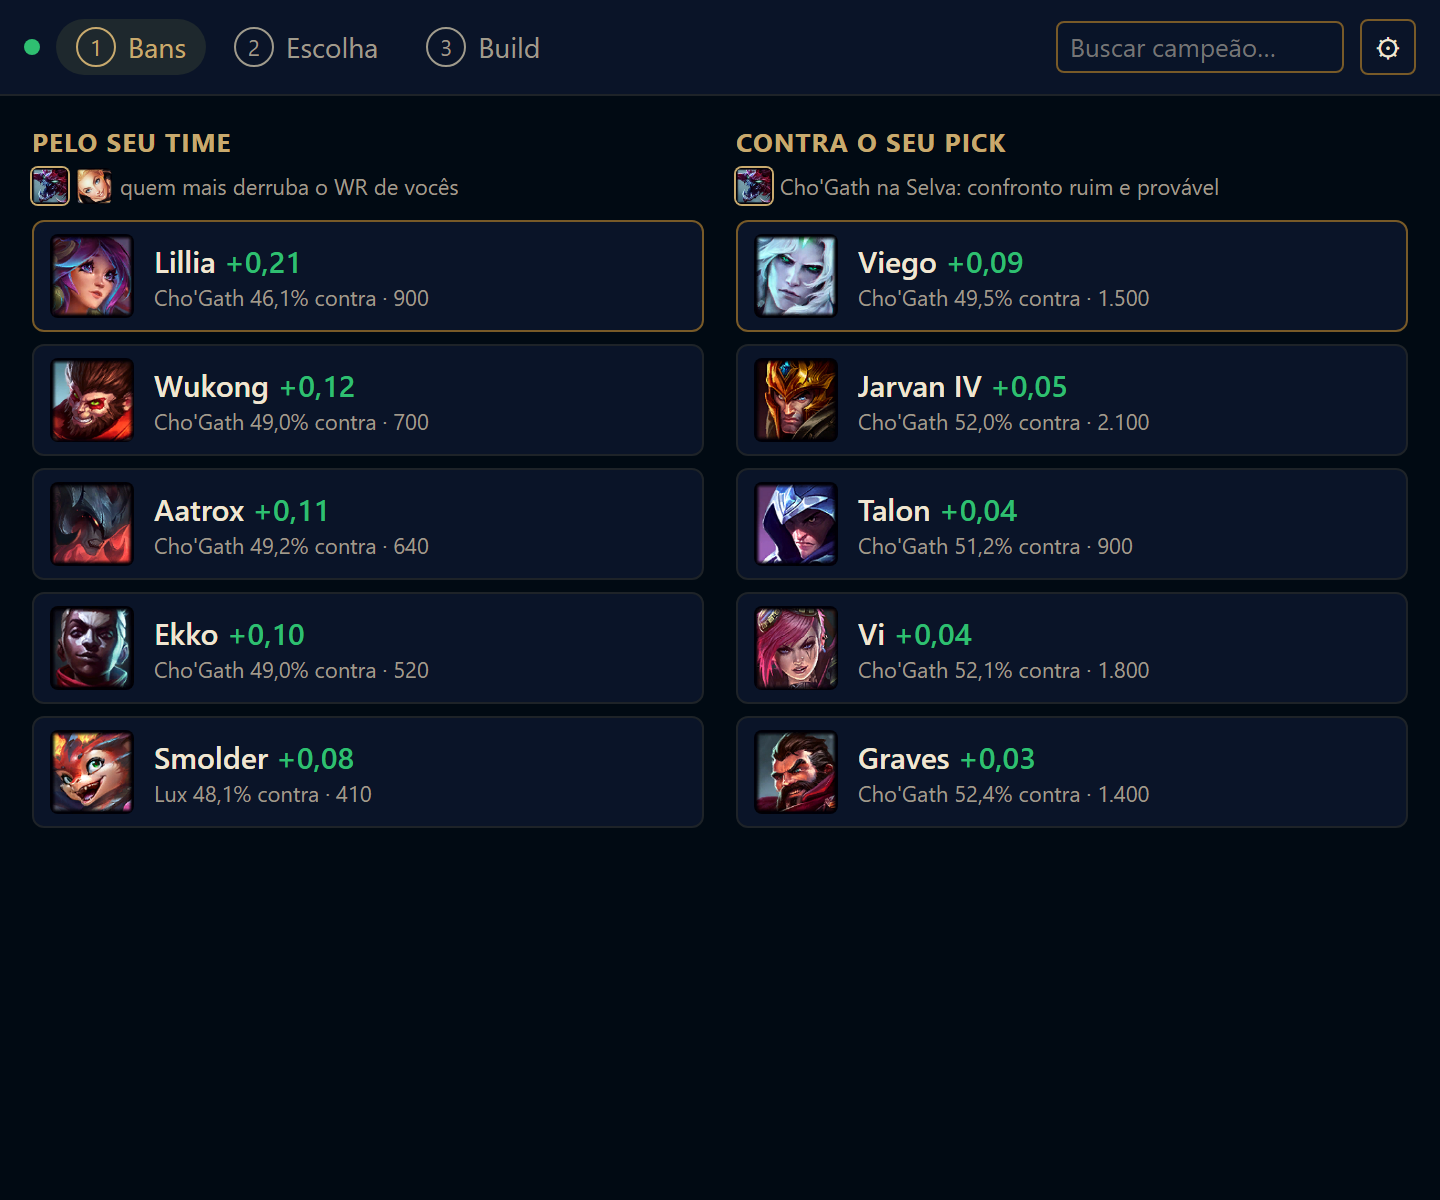 1 Bans
2 Escolha
3 Build
Buscar campeão...
PELO SEU TIME
quem mais derruba o WR de vocês
Lillia +0,21
Cho'Gath 46,1% contra · 900
Wukong +0,12
Cho'Gath 49,0% contra · 700
Aatrox +0,11
Cho'Gath 49,2% contra · 640
Ekko +0,10
Cho'Gath 49,0% contra · 520
Smolder +0,08
Lux 48,1% contra · 410
CONTRA O SEU PICK
Cho'Gath na Selva: confronto ruim e provável
Viego +0,09
Cho'Gath 49,5% contra · 1.500
Jarvan IV +0,05
Cho'Gath 52,0% contra · 2.100
Talon +0,04
Cho'Gath 51,2% contra · 900
Vi +0,04
Cho'Gath 52,1% contra · 1.800
Graves +0,03
Cho'Gath 52,4% contra · 1.400